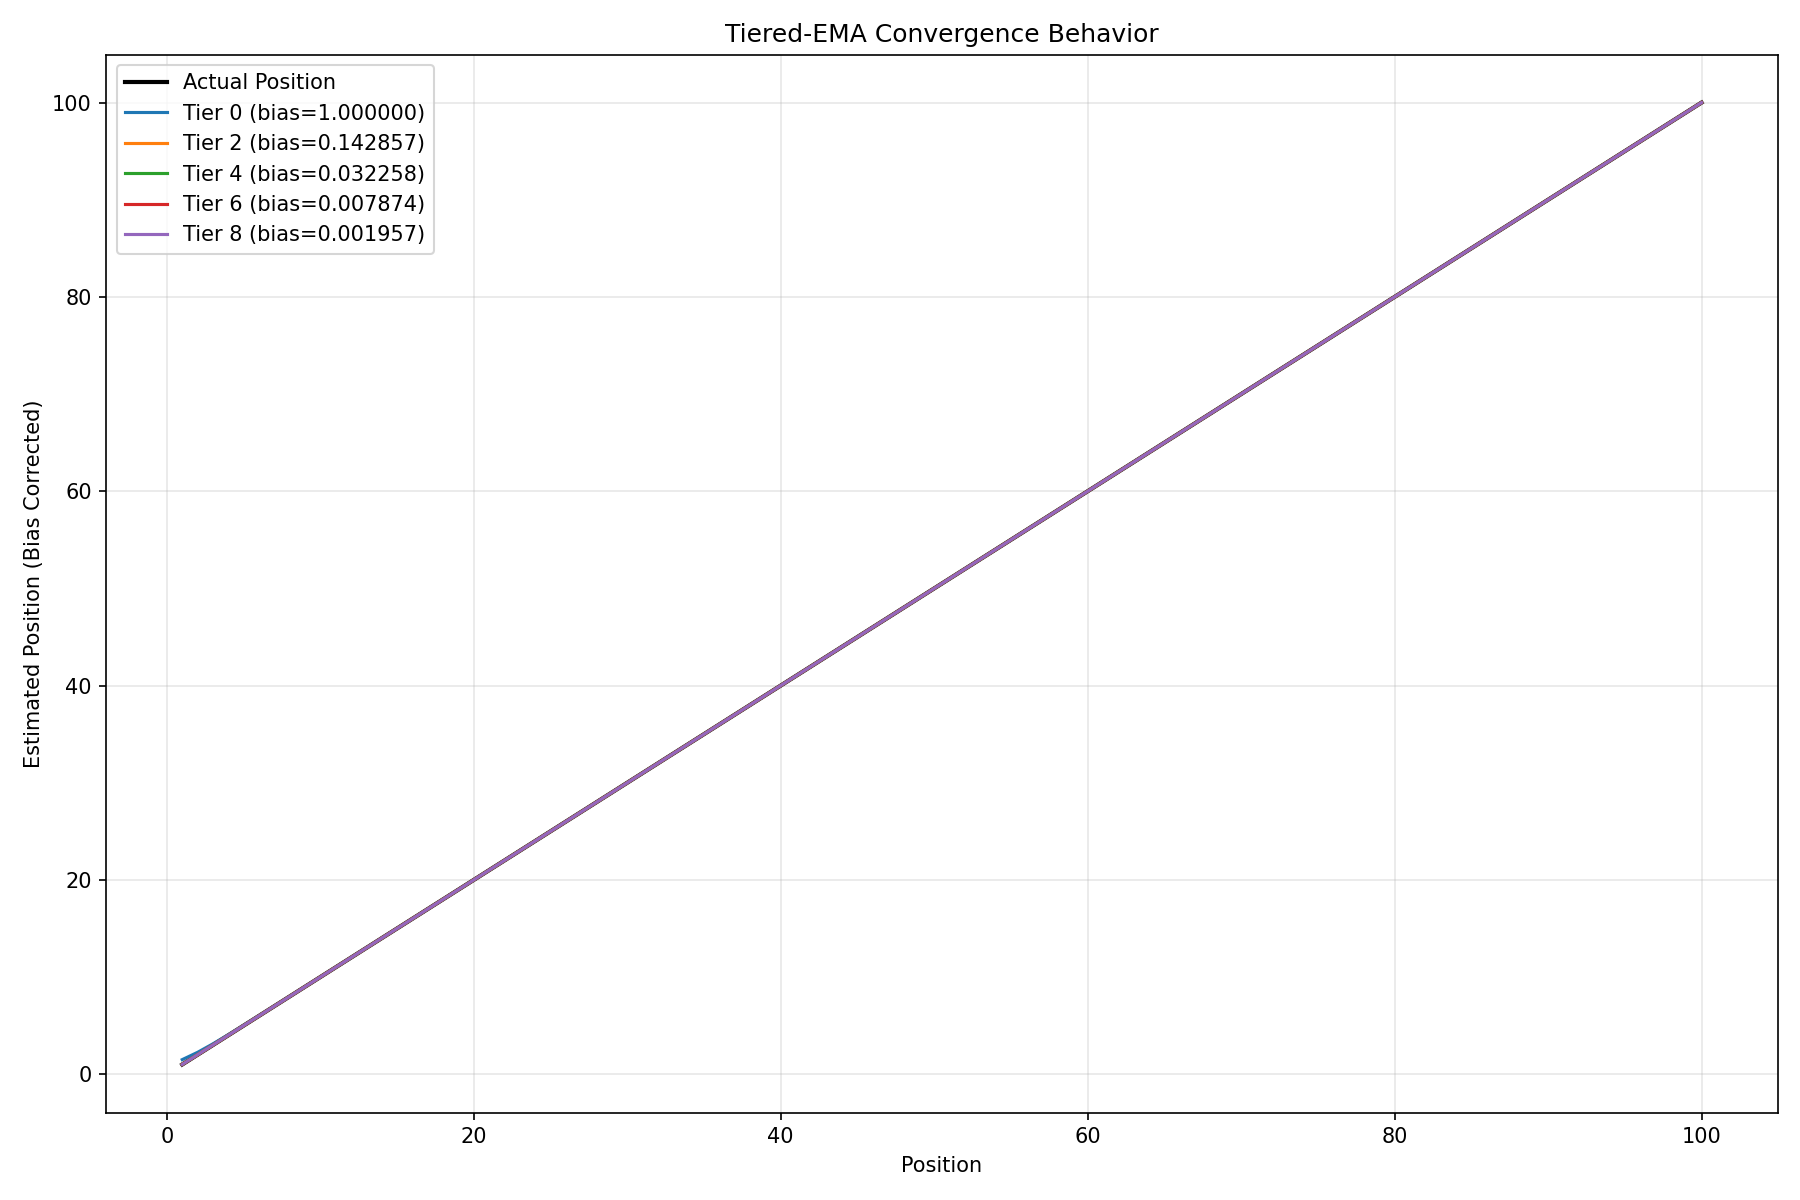 Tiered-EMA Convergence Behavior
Actual Position
Tier 0 (bias=1.000000)
Tier 2 (bias=0.142857)
Tier 4 (bias=0.032258)
Tier 6 (bias=0.007874)
Tier 8 (bias=0.001957)
Estimated Position (Bias Corrected)
100
80
60
40
20
0
0 20 40 60 80 100
Position